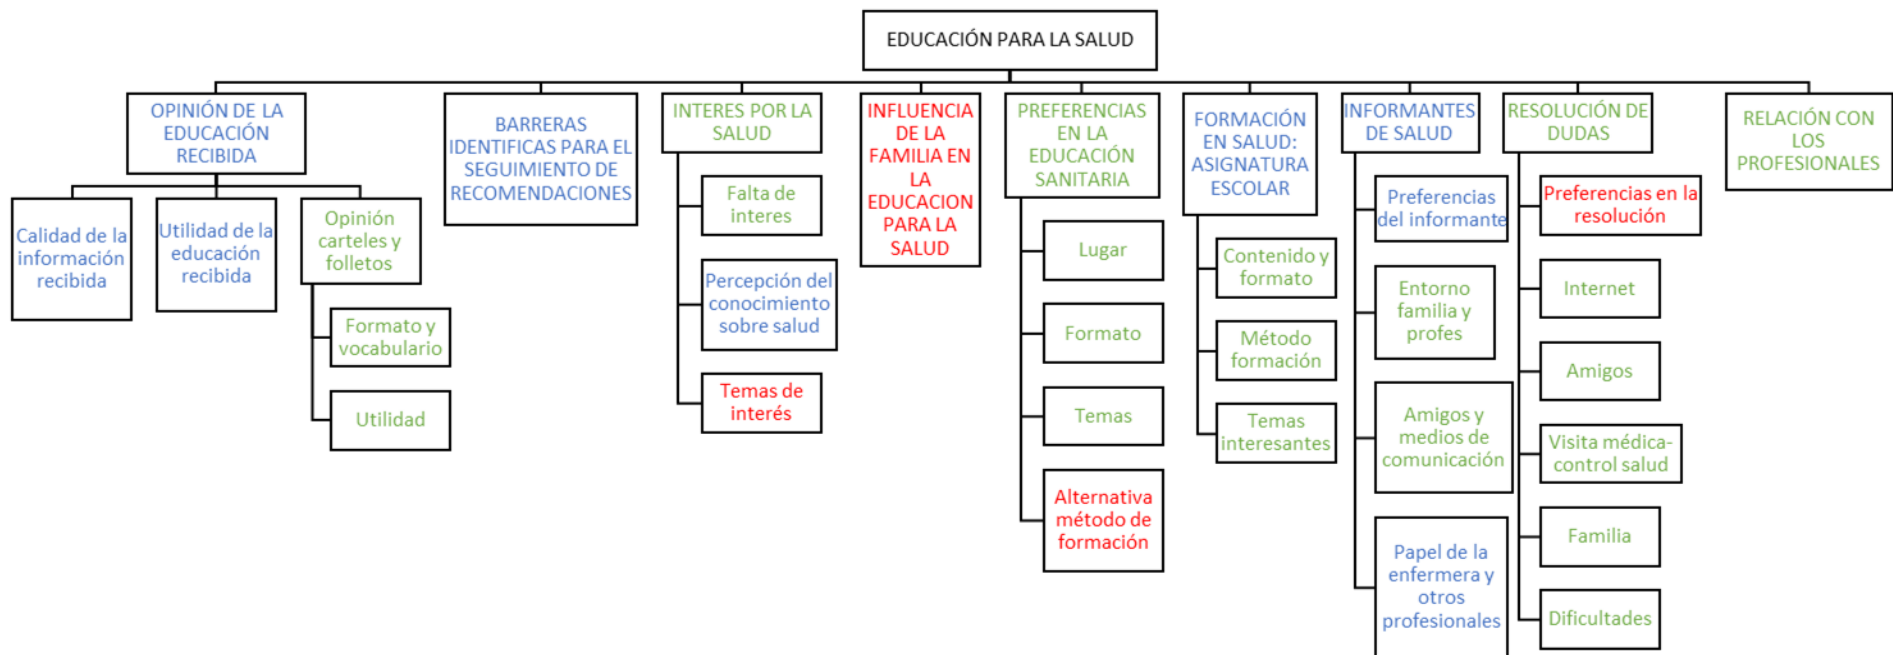 EDUCACIÓN PARA LA SALUD
OPINIÓN DE LA
EDUCACIÓN
RECIBIDA
Calidad de la
información
recibida
Utilidad de la
educación
recibida
Opinión
carteles y
folletos
Formato y
vocabulario
Utilidad
BARRERAS
IDENTIFICAS PARA EL
SEGUIMIENTO DE
RECOMENDACIONES
INTERES POR LA
SALUD
Falta de
interes
Percepción del
conocimiento
sobre salud
Temas de
interés
INFLUENCIA
DE LA
FAMILIA EN
LA
EDUCACION
PARA LA
SALUD
PREFERENCIAS
EN LA
EDUCACIÓN
SANITARIA
Lugar
Formato
Temas
Alternativa
método de
formación
FORMACIÓN
EN SALUD:
ASIGNATURA
ESCOLAR
Contenido y
formato
Método
formación
Temas
interesantes
INFORMANTES
DE SALUD
Preferencias
del informante
Entorno
familia y
profes
Amigos y
medios de
comunicación
Papel de la
enfermera y
otros
profesionales
RESOLUCIÓN DE
DUDAS
Preferencias en la
resolución
Internet
Amigos
Visita médica-
control salud
Familia
Dificultades
RELACIÓN CON
LOS
PROFESIONALES